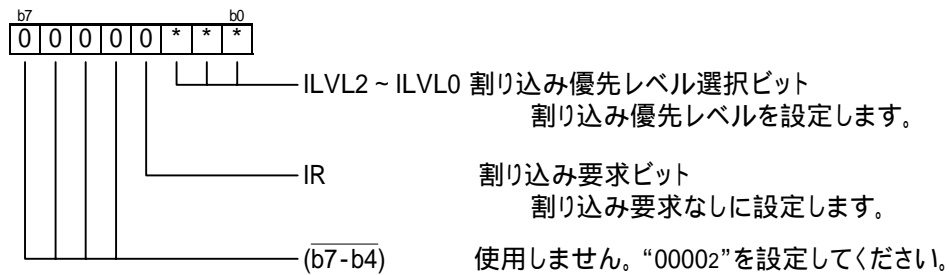 b7 b0
0 0 0 0 0 * * *
ILVL2 ~ ILVL0 割り込み優先レベル選択ビット
割り込み優先レベルを設定します。
IR 割り込み要求ビット
割り込み要求なしに設定します。
(b7-b4) 使用しません。“00002”を設定してください。